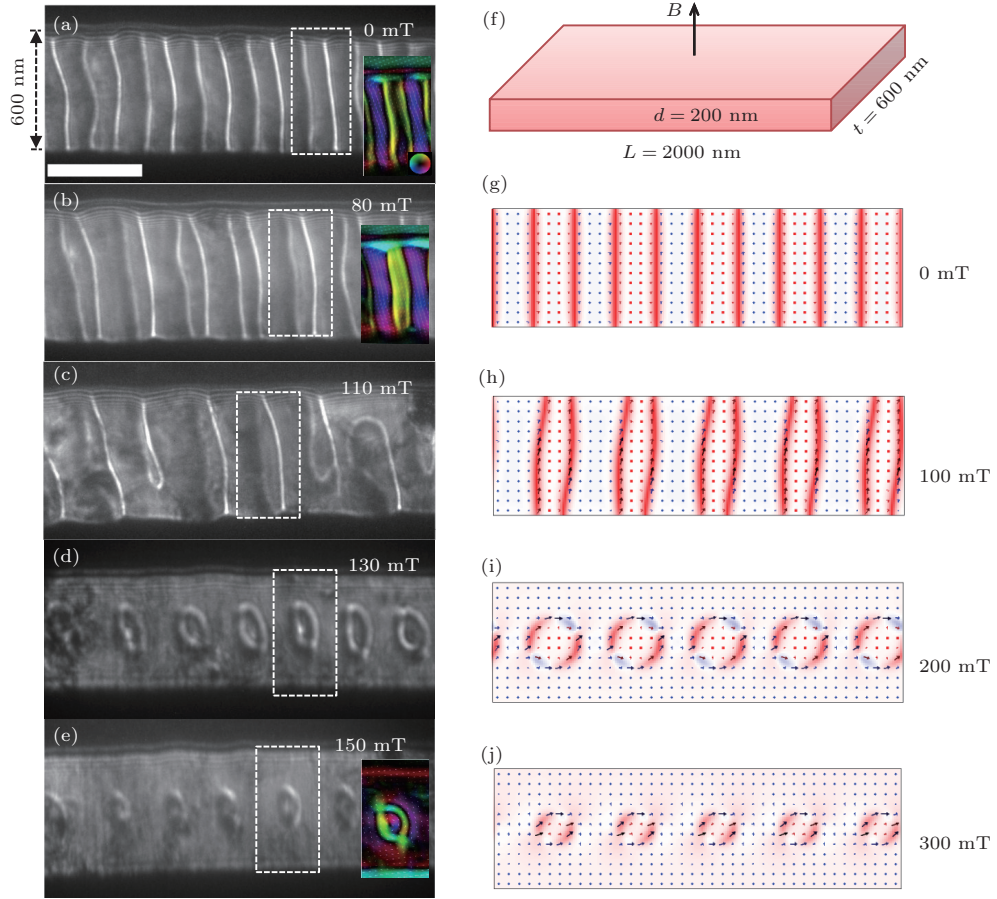 (a)
0 mT
600 nm
(b)
80 mT
(c)
110 mT
(d)
130 mT
(e)
150 mT
(f)
B
d = 200 nm
t = 600 nm
L = 2000 nm
(g)
0 mT
(h)
100 mT
(i)
200 mT
(j)
300 mT